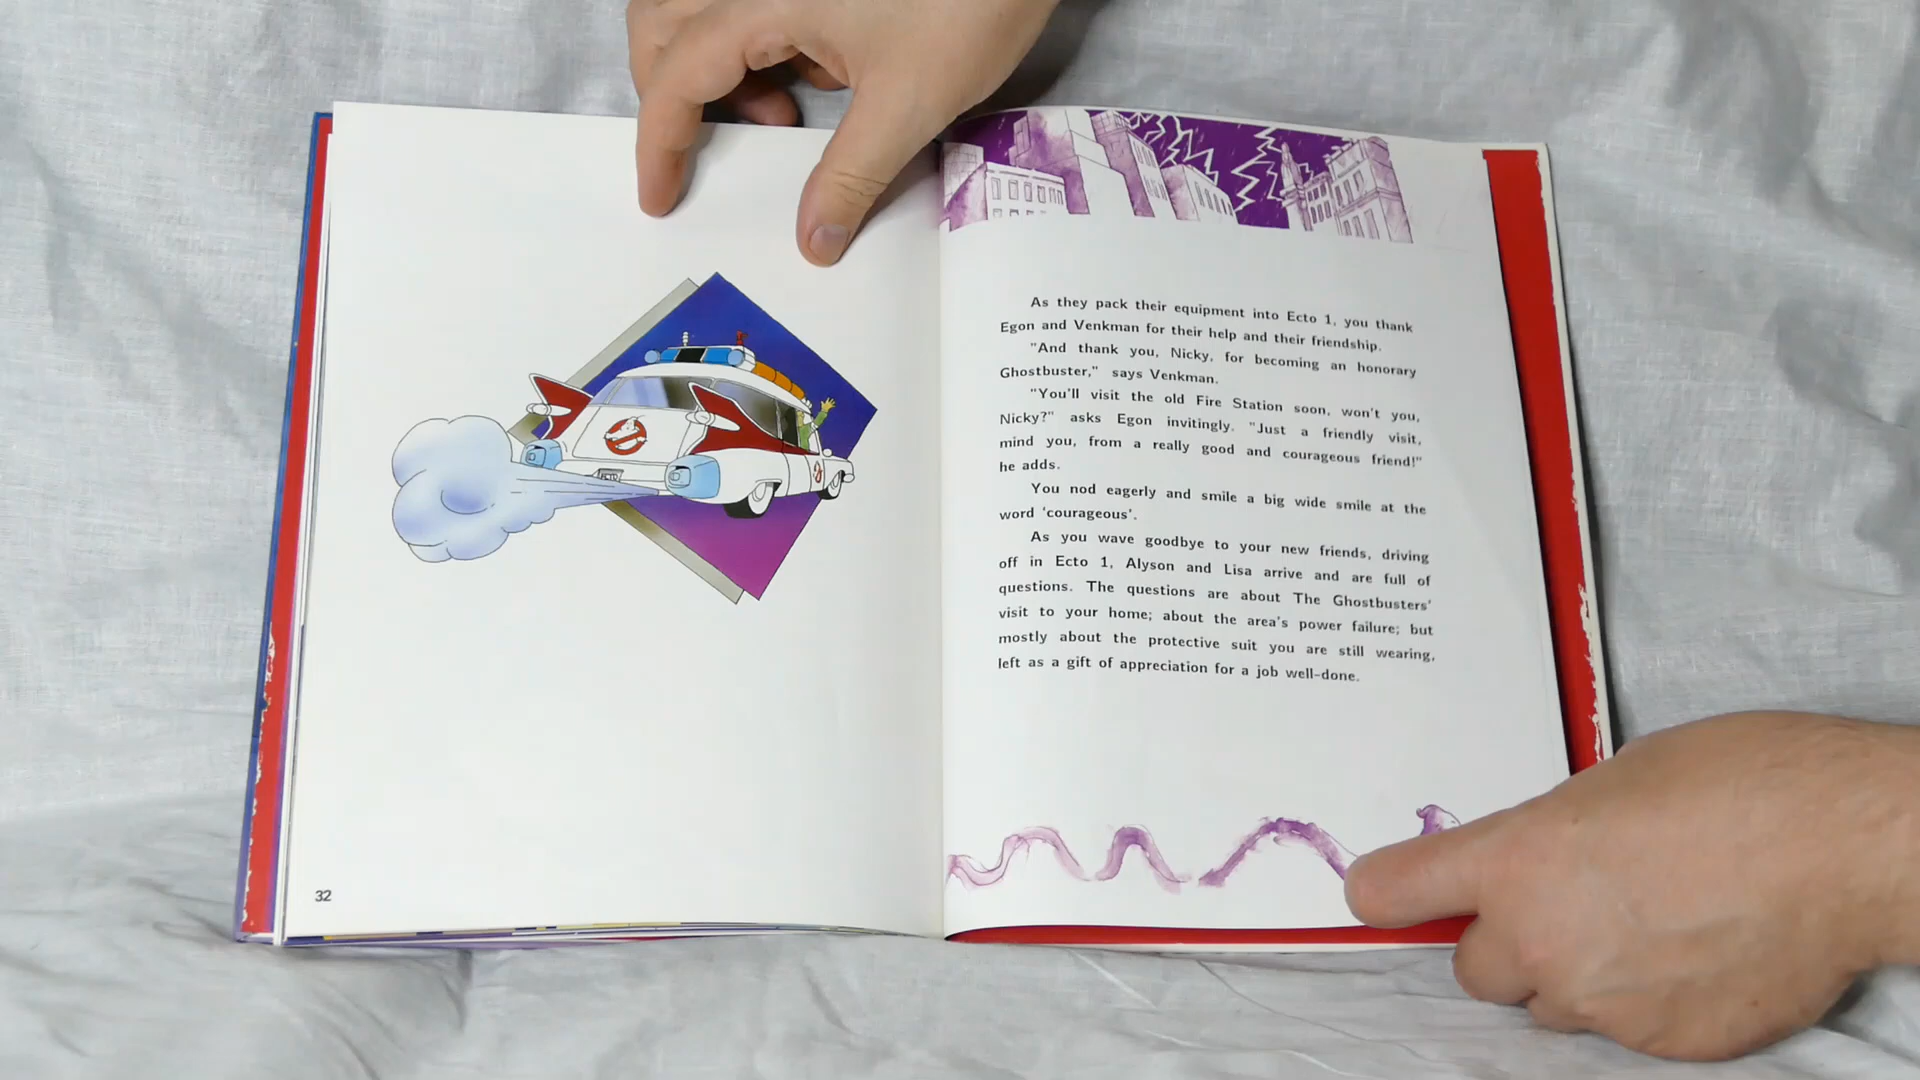 As they pack their equipment into Ecto 1, you thank
Egon and Venkman for their help and their friendship.
"And thank you, Nicky, for becoming an honorary
Ghostbuster," says Venkman.
"You'll visit the old Fire Station soon, won't you,
Nicky?" asks Egon invitingly. "Just a friendly visit,
mind you, from a really good and courageous friend!"
he adds.
You nod eagerly and smile a big wide smile at the
word 'courageous'.
As you wave goodbye to your new friends, driving
off in Ecto 1, Alyson and Lisa arrive and are full of
questions. The questions are about The Ghostbusters'
visit to your home; about the area's power failure; but
mostly about the protective suit you are still wearing,
left as a gift of appreciation for a job well-done.
32